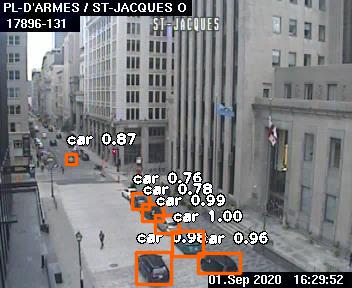 PL-D'ARMES / ST-JACQUES O
17896-131
ST-JACQUES
car 0.87
car 0.76
car 0.78
car 0.99
car 1.00
car 0.98
car 0.96
01.Sep 2020 16:29:52